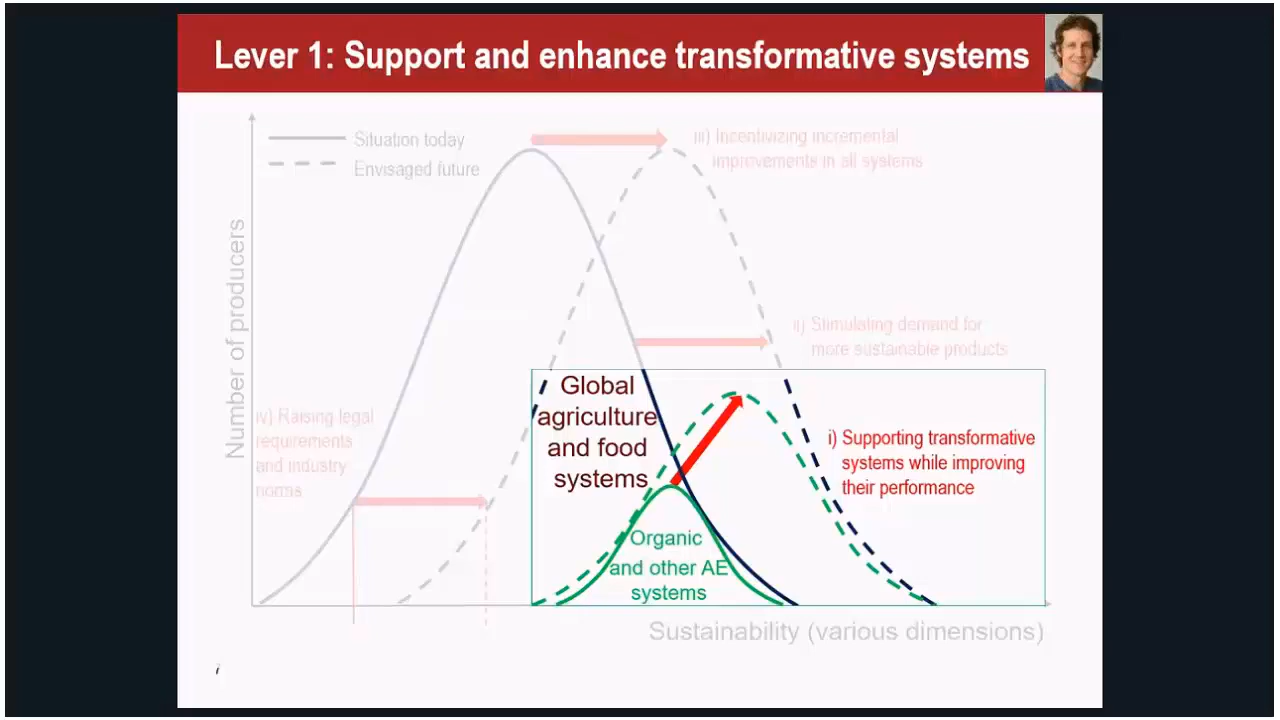 Lever 1: Support and enhance transformative systems
Situation today
Envisaged future
iii) Incentivizing incremental
improvements in all systems
Number of producers
ii) Stimulating demand for
more sustainable products
Global
agriculture
and food
systems
iv) Raising legal
requirements
and industry
norms
i) Supporting transformative
systems while improving
their performance
Organic
and other AE
systems
Sustainability (various dimensions)
i